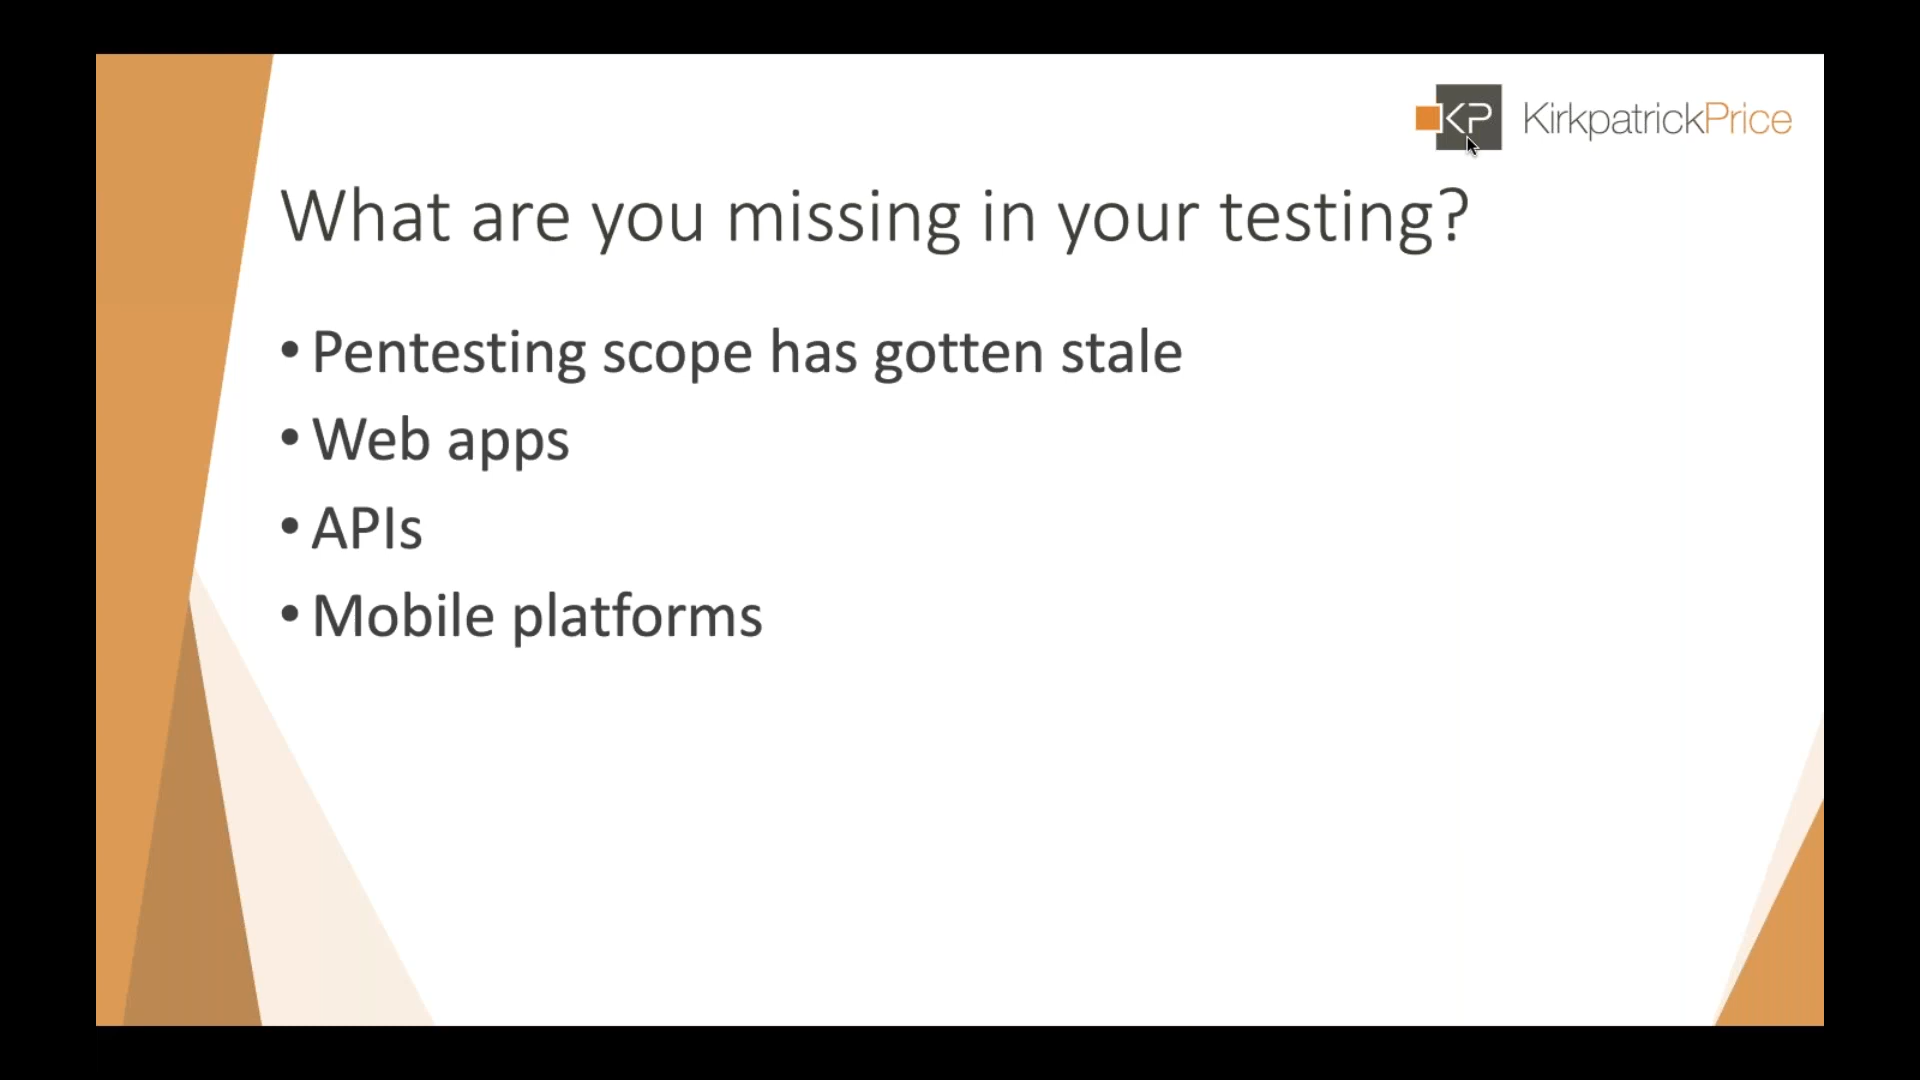 KP KirkpatrickPrice
What are you missing in your testing?
• Pentesting scope has gotten stale
• Web apps
• APIs
• Mobile platforms